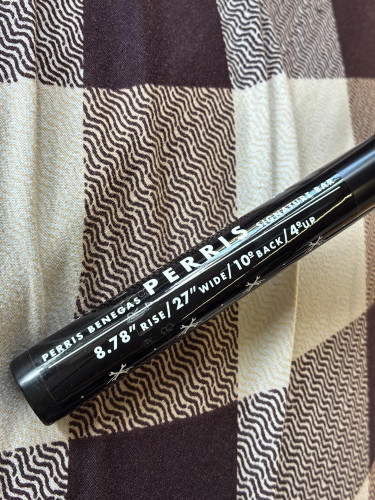 PERRIS BENEGAS PERRIS SIGNATURE BAR
8.78" RISE/27" WIDE/10° BACK/4° UP